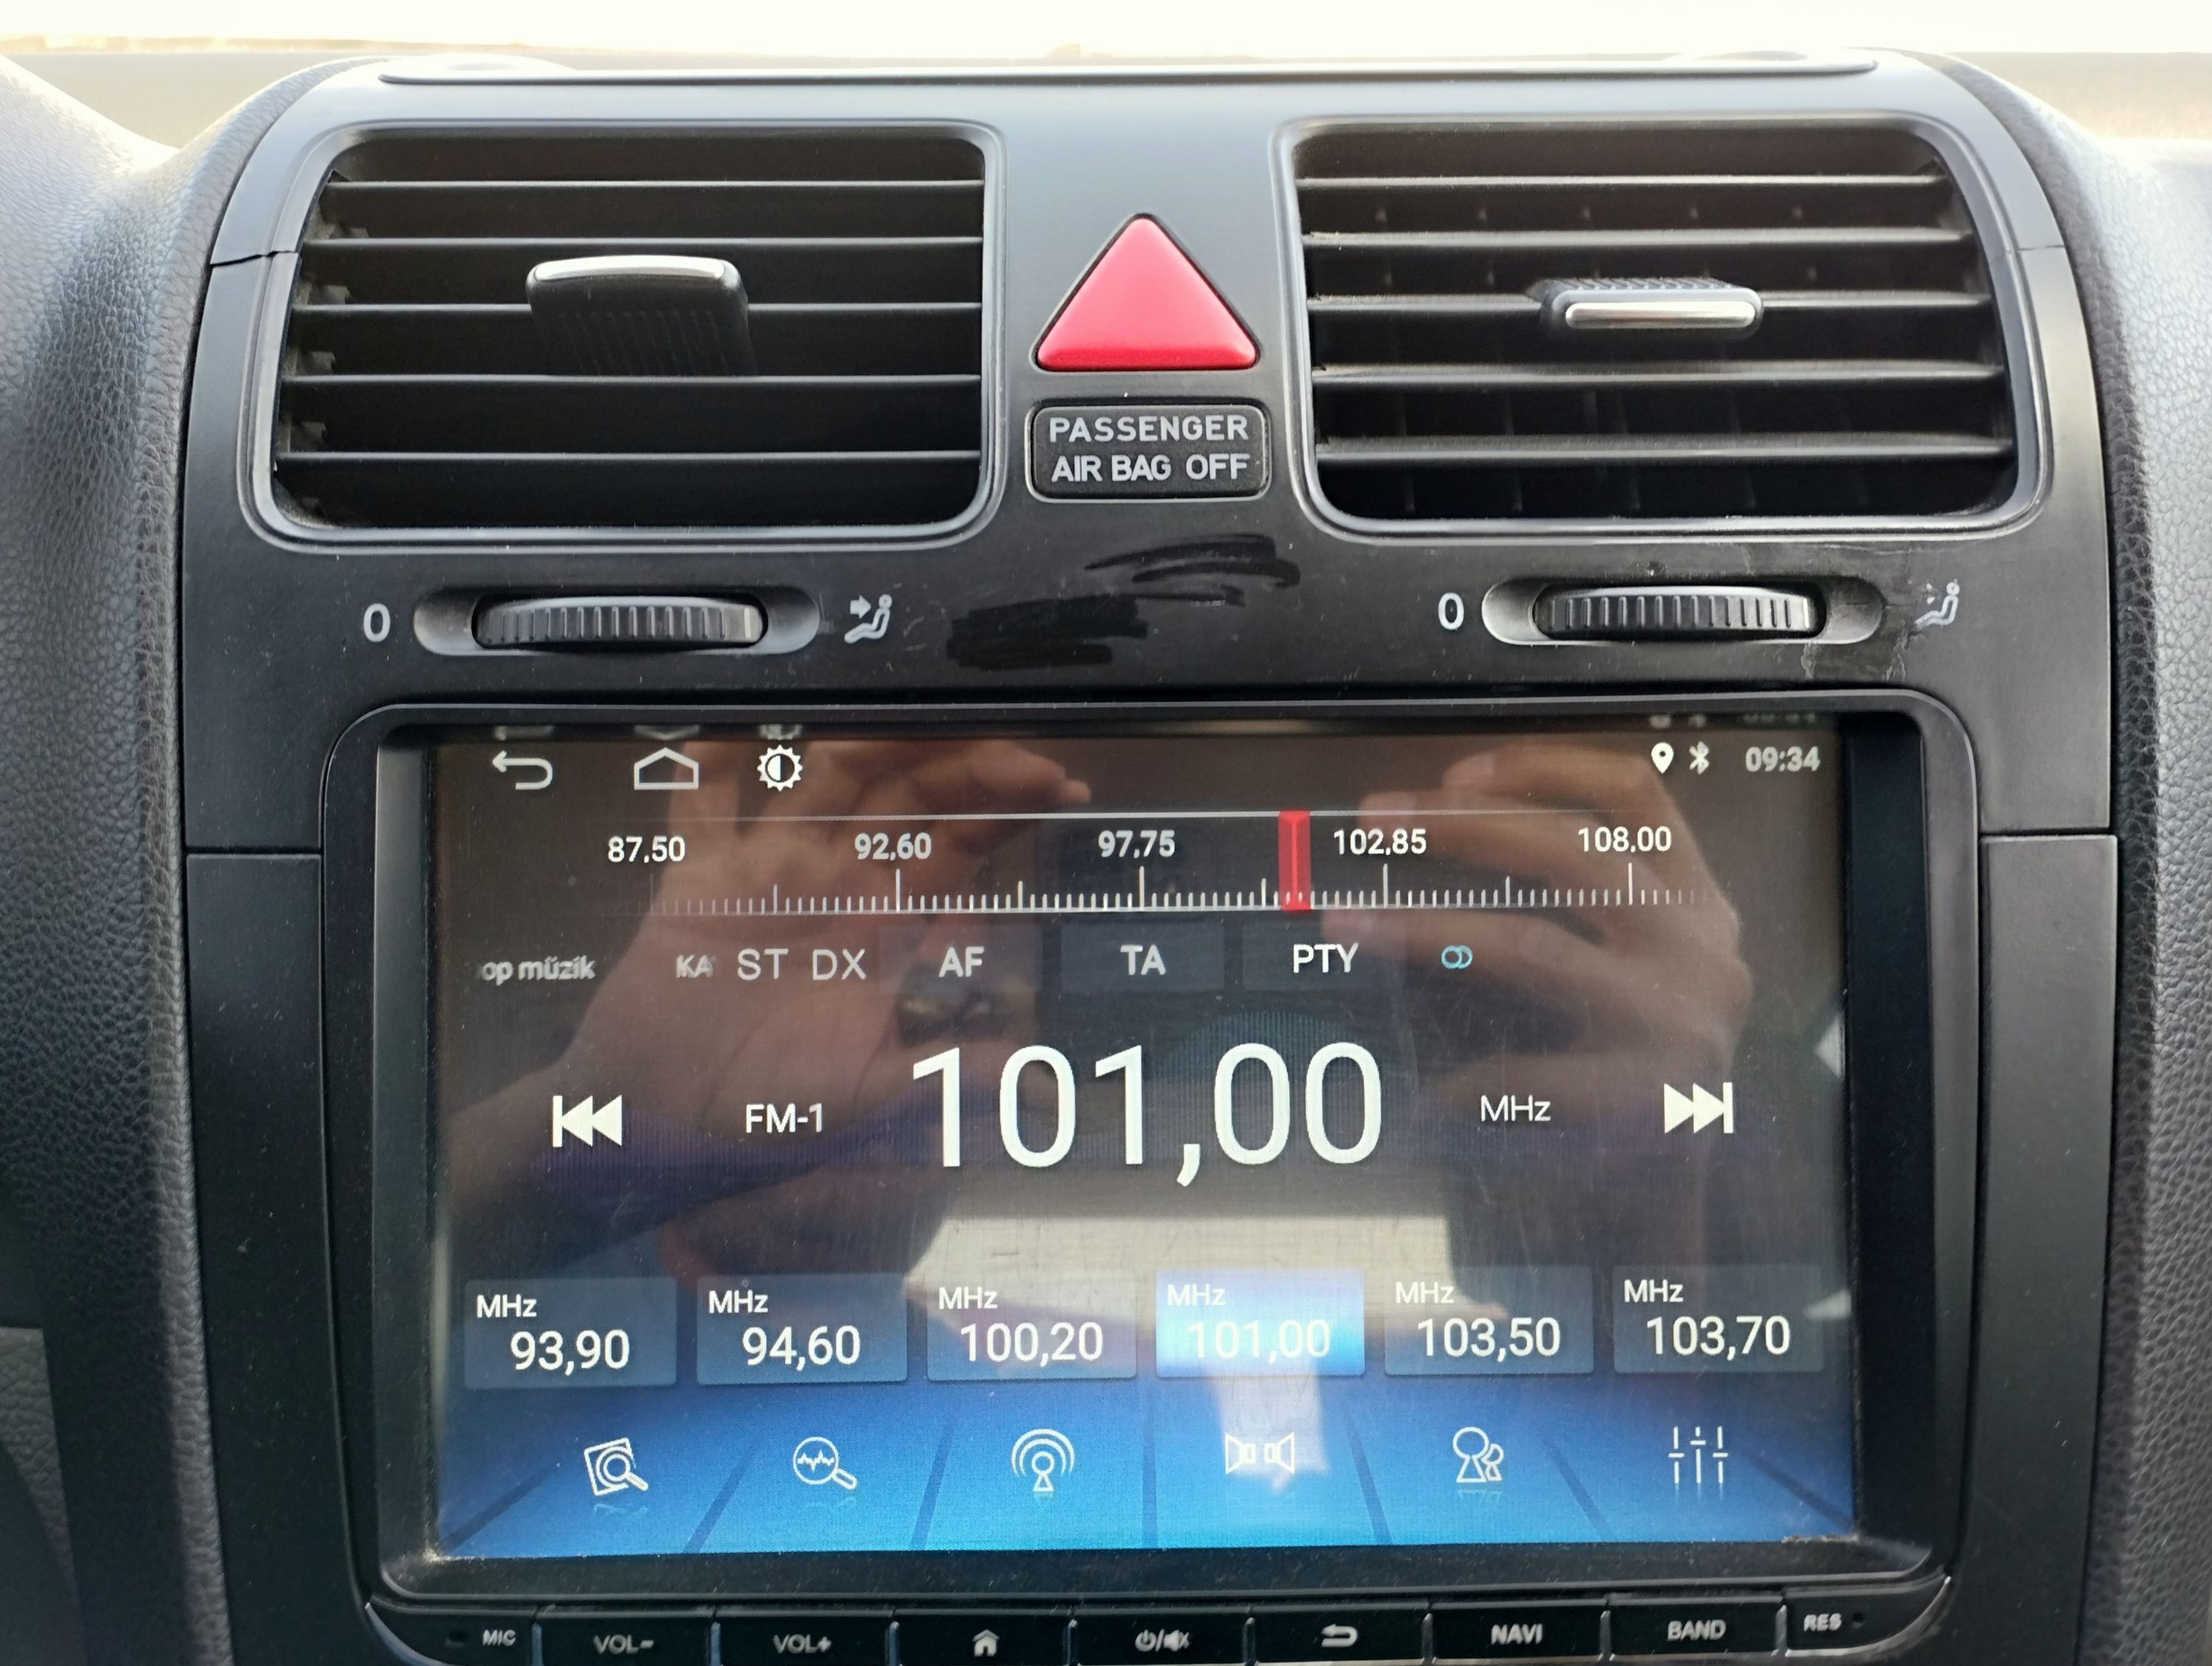 PASSENGER
AIR BAG OFF
0
0
09:34
87,50 92,60 97,75 102,85 108,00
op müzik KA ST DX AF TA PTY
FM-1 101,00 MHz
MHz MHz MHz MHz MHz MHz
93,90 94,60 100,20 101,00 103,50 103,70
MIC VOL- VOL+ NAVI BAND RES